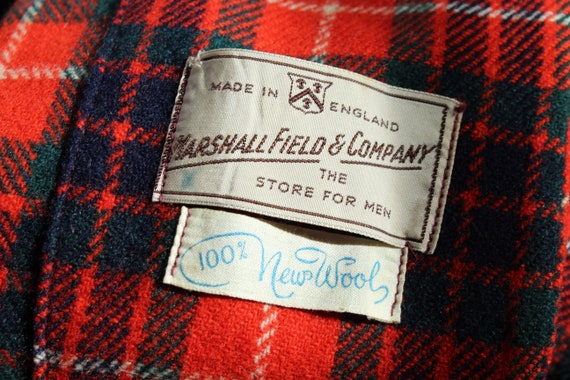 MADE IN ENGLAND
MARSHALL FIELD & COMPANY
THE
STORE FOR MEN
100% New Wool